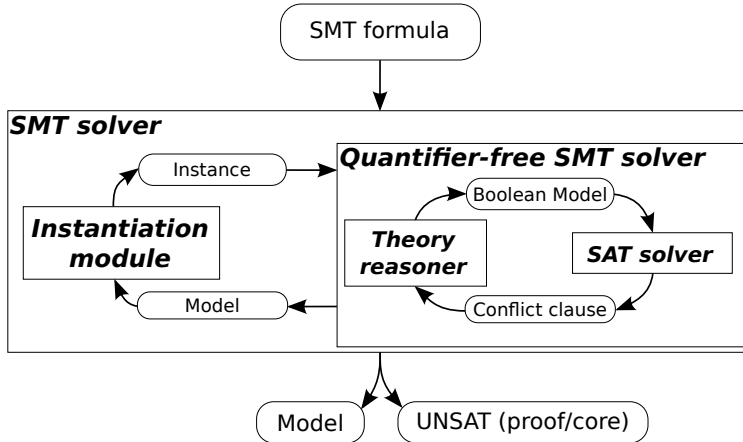 SMT formula
SMT solver
Quantifier-free SMT solver
Instance
Boolean Model
Instantiation
module
Theory
reasoner
SAT solver
Model
Conflict clause
Model
UNSAT (proof/core)